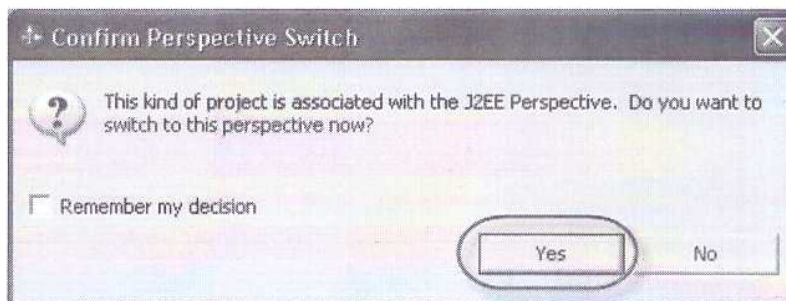 Confirm Perspective Switch
This kind of project is associated with the J2EE Perspective. Do you want to
switch to this perspective now?
Remember my decision
Yes
No